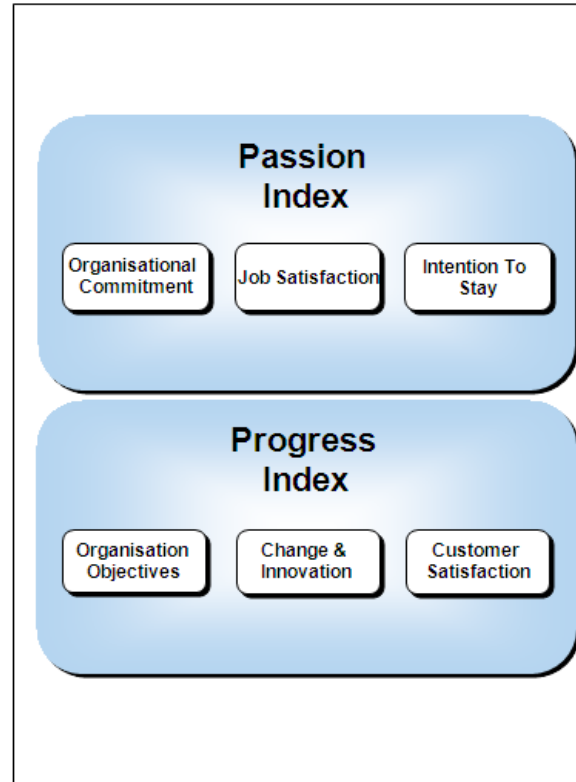 Passion
Index
Organisational
Commitment
Job Satisfaction
Intention To
Stay
Progress
Index
Organisation
Objectives
Change &
Innovation
Customer
Satisfaction